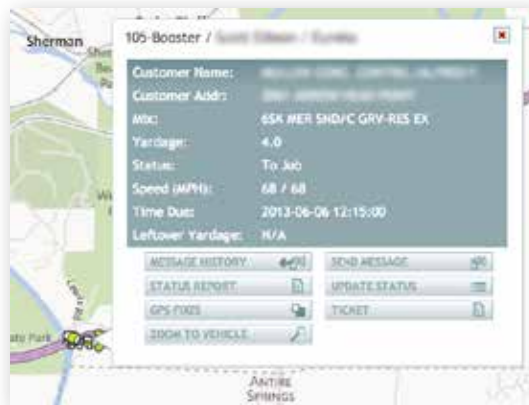 Sherman
105-Booster /
Customer Name:
Customer Addr:
Mix: 6SK MER SND/C GRV-RES EX
Yardage: 4.0
Status: To Job
Speed (MPH): 68 / 68
Time Due: 2013-06-06 12:15:00
Leftover Yardage: N/A
MESSAGE HISTORY SEND MESSAGE
STATUS REPORT UPDATE STATUS
GPS FIXES TICKET
ZOOM TO VEHICLE
Park
ANTIRE
SPRINGS